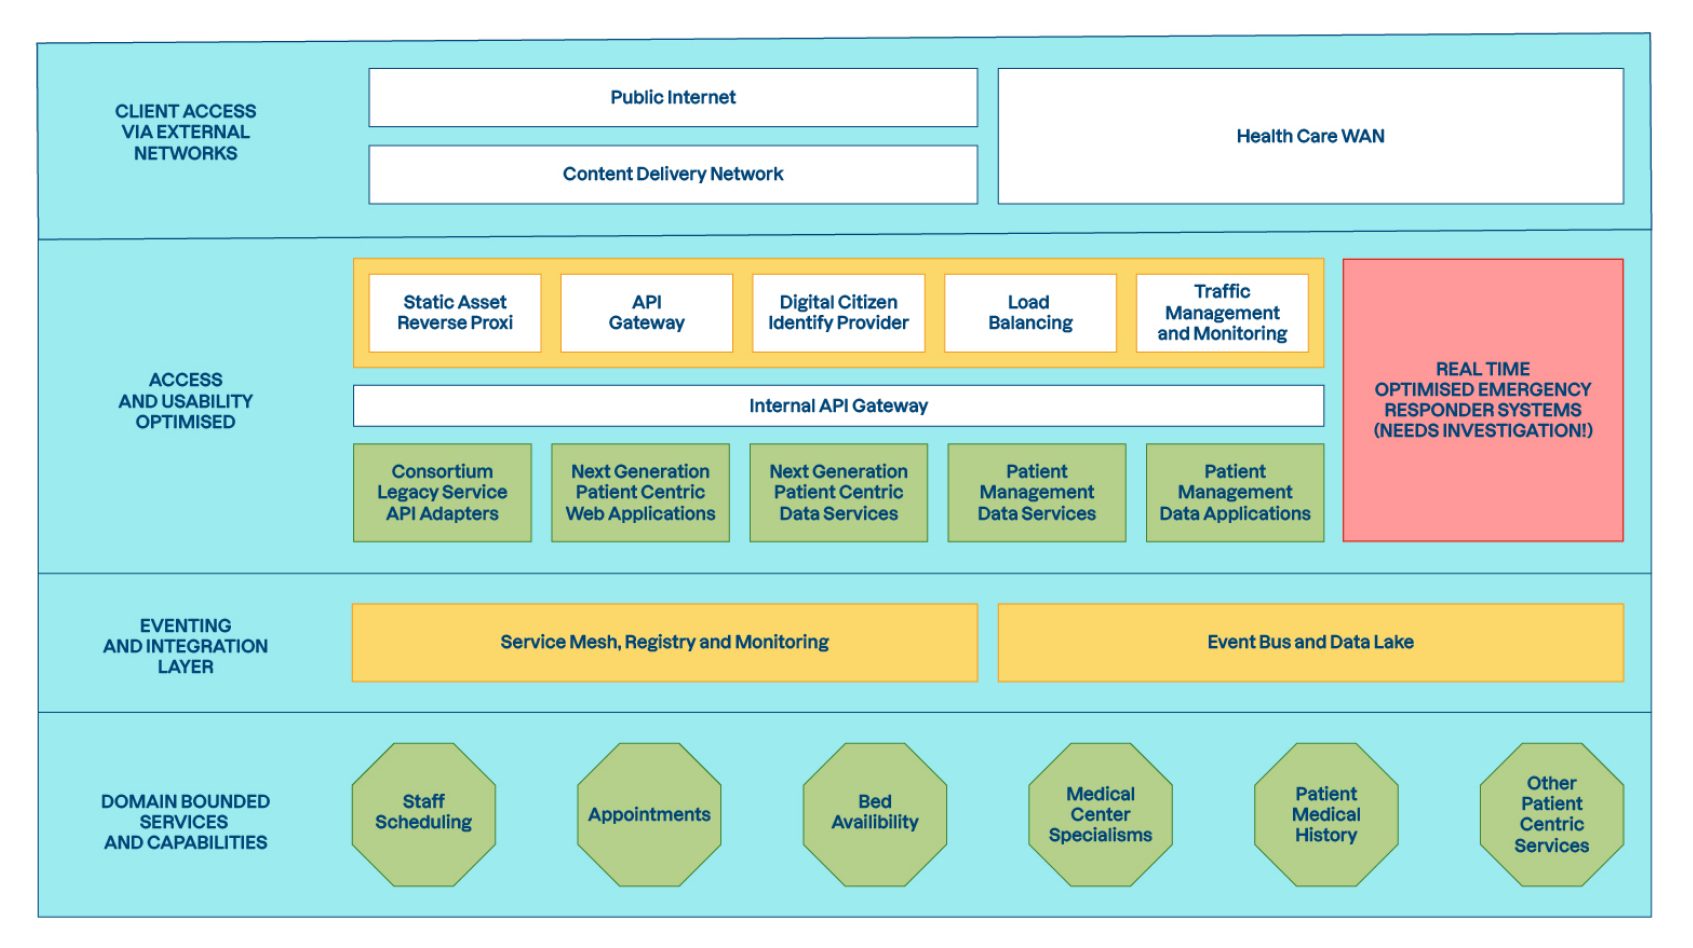 CLIENT ACCESS
VIA EXTERNAL
NETWORKS
Public Internet
Content Delivery Network
Health Care WAN
ACCESS
AND USABILITY
OPTIMISED
Static Asset
Reverse Proxi
API
Gateway
Digital Citizen
Identify Provider
Load
Balancing
Traffic
Management
and Monitoring
Internal API Gateway
Consortium
Legacy Service
API Adapters
Next Generation
Patient Centric
Web Applications
Next Generation
Patient Centric
Data Services
Patient
Management
Data Services
Patient
Management
Data Applications
REAL TIME
OPTIMISED EMERGENCY
RESPONDER SYSTEMS
(NEEDS INVESTIGATION!)
EVENTING
AND INTEGRATION
LAYER
Service Mesh, Registry and Monitoring
Event Bus and Data Lake
DOMAIN BOUNDED
SERVICES
AND CAPABILITIES
Staff
Scheduling
Appointments
Bed
Availibility
Medical
Center
Specialisms
Patient
Medical
History
Other
Patient
Centric
Services